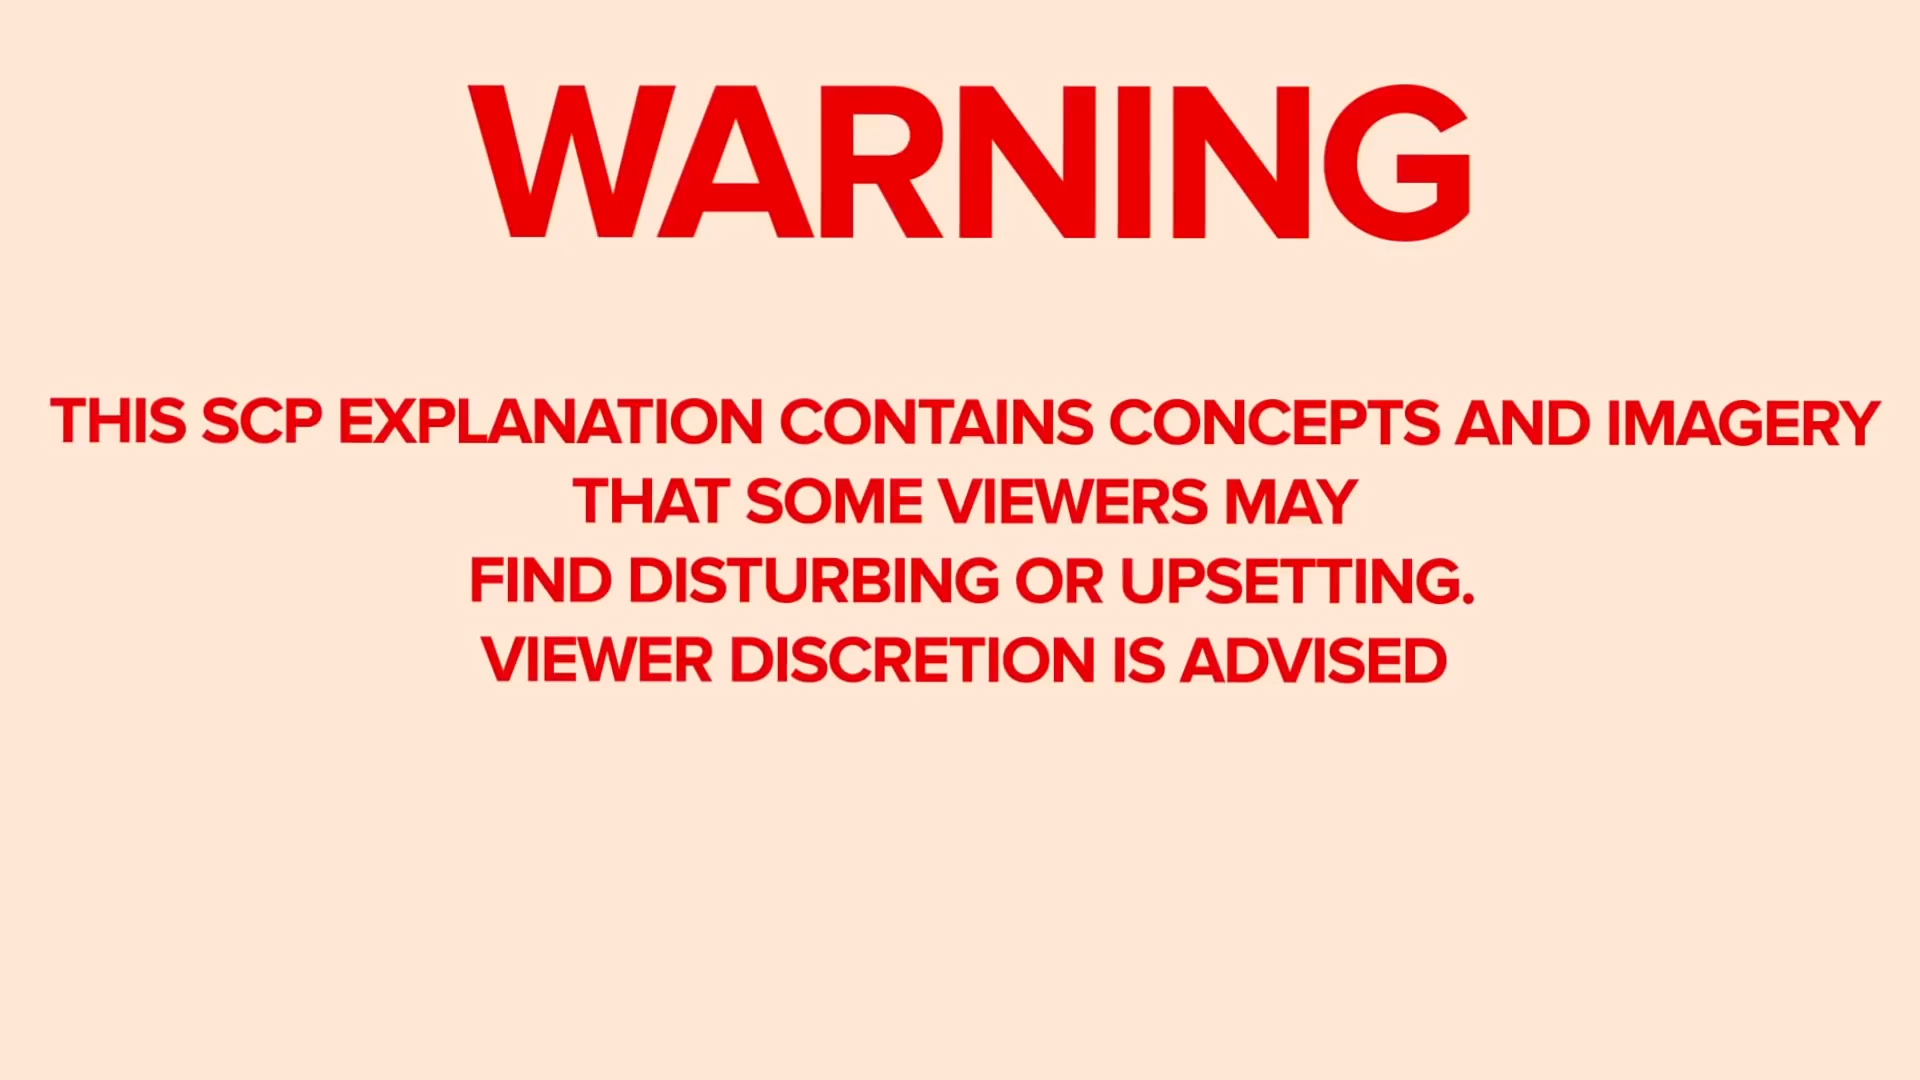 WARNING
THIS SCP EXPLANATION CONTAINS CONCEPTS AND IMAGERY
THAT SOME VIEWERS MAY
FIND DISTURBING OR UPSETTING.
VIEWER DISCRETION IS ADVISED